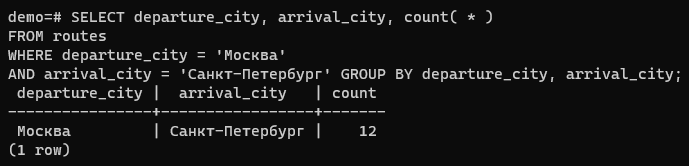 demo=# SELECT departure_city, arrival_city, count( * )
FROM routes
WHERE departure_city = 'Москва'
AND arrival_city = 'Санкт-Петербург' GROUP BY departure_city, arrival_city;
 departure_city |  arrival_city   | count
----------------+-----------------+-------
 Москва         | Санкт-Петербург |    12
(1 row)